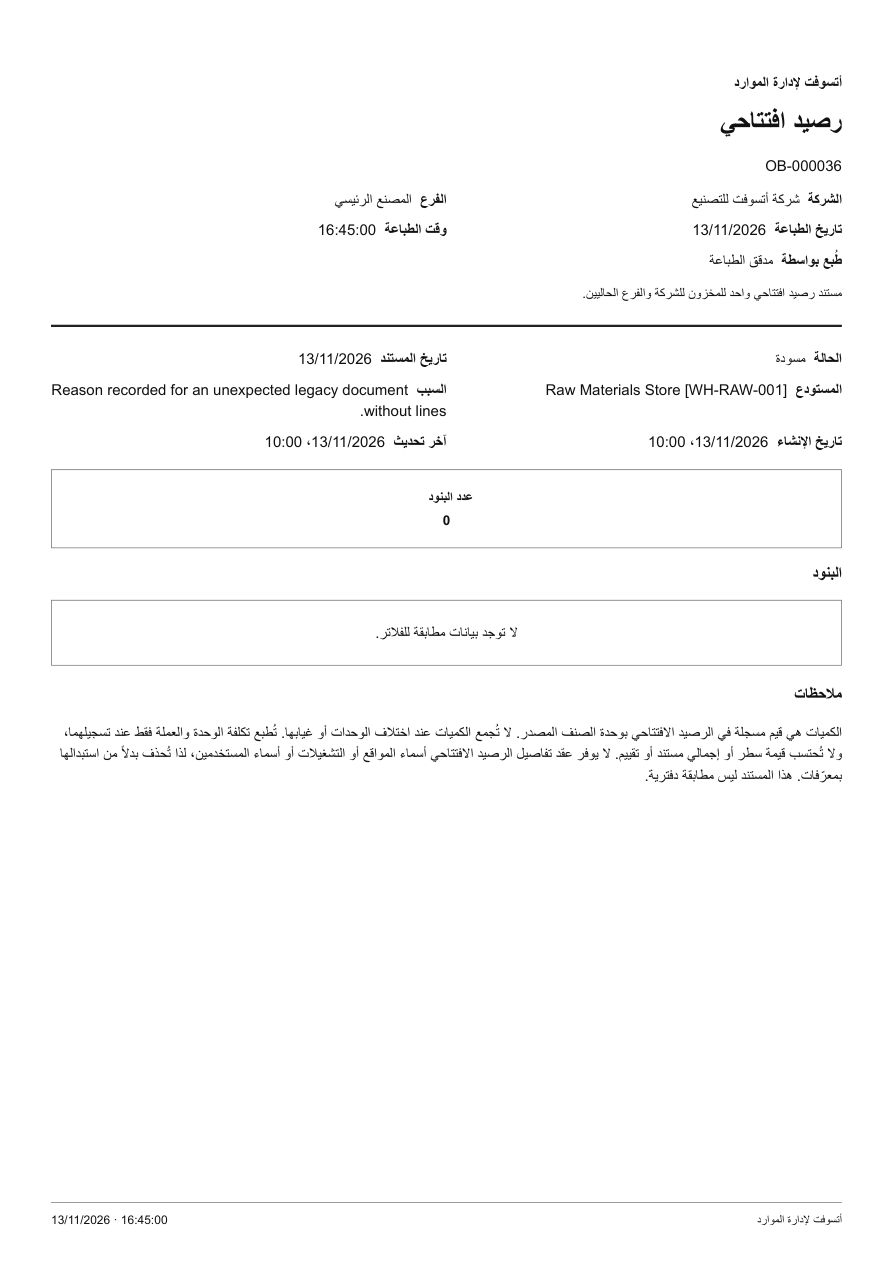 أتسوفت لإدارة الموارد
رصيد افتتاحي
OB-000036
الشركة شركة أتسوفت للتصنيع
الفرع المصنع الرئيسي
تاريخ الطباعة 13/11/2026
وقت الطباعة 16:45:00
طُبع بواسطة مدقق الطباعة
مستند رصيد افتتاحي واحد للمخزون للشركة والفرع الحاليين.
الحالة مسودة
تاريخ المستند 13/11/2026
المستودع Raw Materials Store [WH-RAW-001]
السبب Reason recorded for an unexpected legacy document
without lines.
تاريخ الإنشاء 13/11/2026، 10:00
آخر تحديث 13/11/2026، 10:00
عدد البنود
0
البنود
لا توجد بيانات مطابقة للفلاتر.
ملاحظات
الكميات هي قيم مسجلة في الرصيد الافتتاحي بوحدة الصنف المصدر. لا تُجمع الكميات عند اختلاف الوحدات أو غيابها. تُطبع تكلفة الوحدة والعملة فقط عند تسجيلهما،
ولا تُحتسب قيمة سطر أو إجمالي مستند أو تقييم. لا يوفر عقد تفاصيل الرصيد الافتتاحي أسماء المواقع أو التشغيلات أو أسماء المستخدمين، لذا تُحذف بدلاً من استبدالها
بمعرّفات. هذا المستند ليس مطابقة دفترية.
أتسوفت لإدارة الموارد
13/11/2026 · 16:45:00